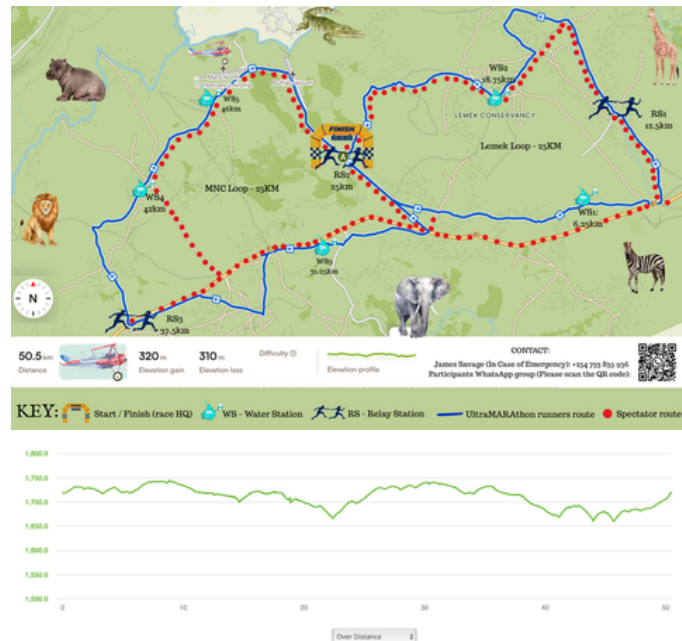 FINISH
WS2
18.75km
LEMEK CONSERVANCY
Lemek Loop - 25KM
RS1
12.5km
WS5
46km
RS2
25km
MNC Loop - 25KM
WS4
42km
WS1:
6.25km
WS3
31.25km
N
RS3
37.5km
50.5 km
Distance
320 m
Elevation gain
310 m
Elevation loss
Difficulty
Elevation profile
CONTACT:
James Savage (In Case of Emergency): +254 733 835 936
Participants WhatsApp group (Please scan the QR code):
KEY: Start / Finish (race HQ) WS - Water Station RS - Relay Station UltraMARAthon runners route Spectator route
1,800.0
1,750.0
1,700.0
1,650.0
1,600.0
1,550.0
1,500.0
0 10 20 30 40 50
Over Distance